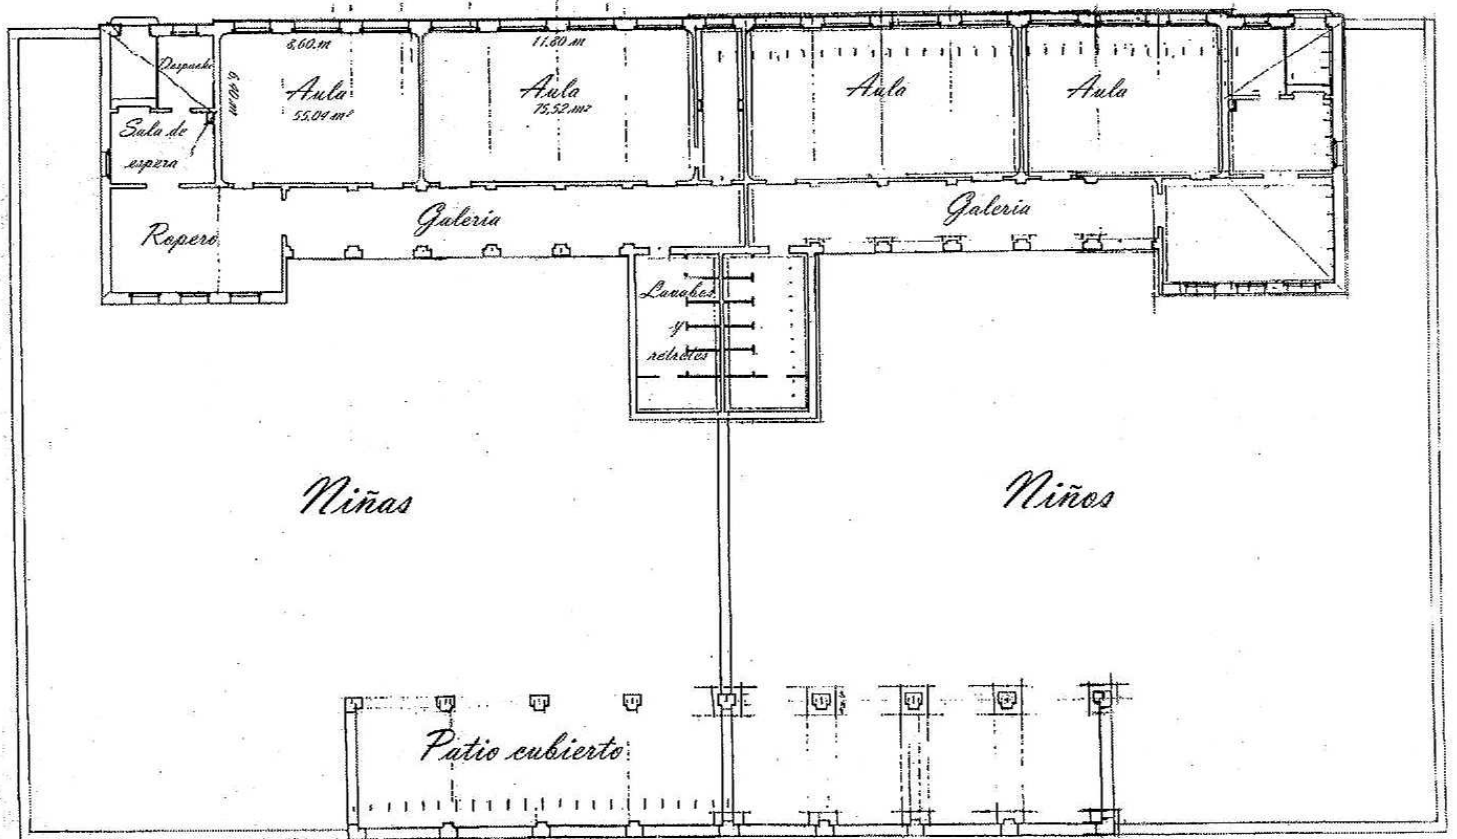 8,60 m
11,80 m
Despacho
6,40 m
Aula
55,04 m²
Aula
75,52 m²
Aula
Aula
Sala de
espera
Ropero
Galería
Galería
Lavabos
y
retretes
Niñas
Niños
Patio cubierto